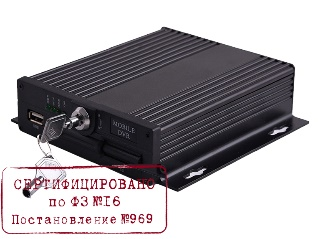 MOBILE
DVR
СЕРТИФИЦИРОВАНО
по ФЗ №16
Постановление №969